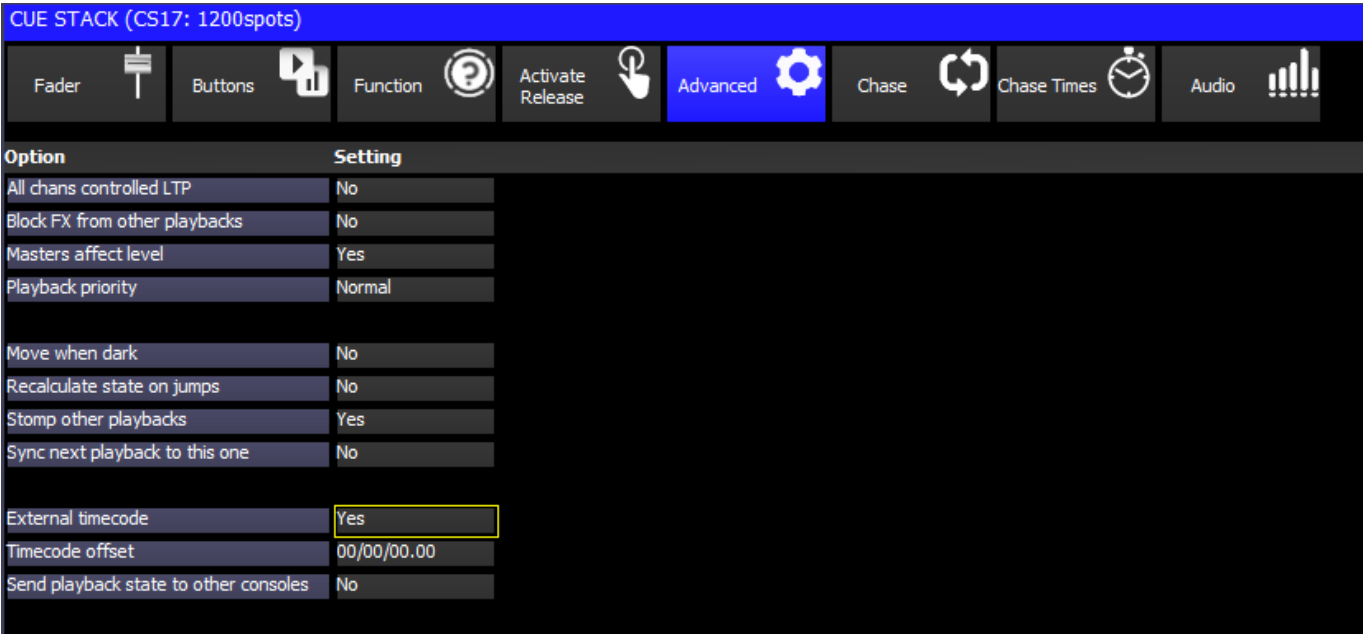 CUE STACK (CS17: 1200spots)
Fader
Buttons
Function
Activate
Release
Advanced
Chase
Chase Times
Audio
Option Setting
All chans controlled LTP No
Block FX from other playbacks No
Masters affect level Yes
Playback priority Normal
Move when dark No
Recalculate state on jumps No
Stomp other playbacks Yes
Sync next playback to this one No
External timecode Yes
Timecode offset 00/00/00.00
Send playback state to other consoles No